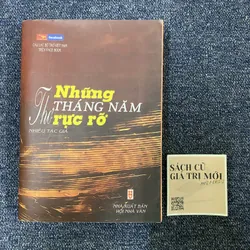 Những
Thơ THÁNG NĂM
rực rỡ
NHIỀU TÁC GIẢ
NHÀ XUẤT BẢN
HỘI NHÀ VĂN
SÁCH CŨ
GIÁ TRỊ MỚI